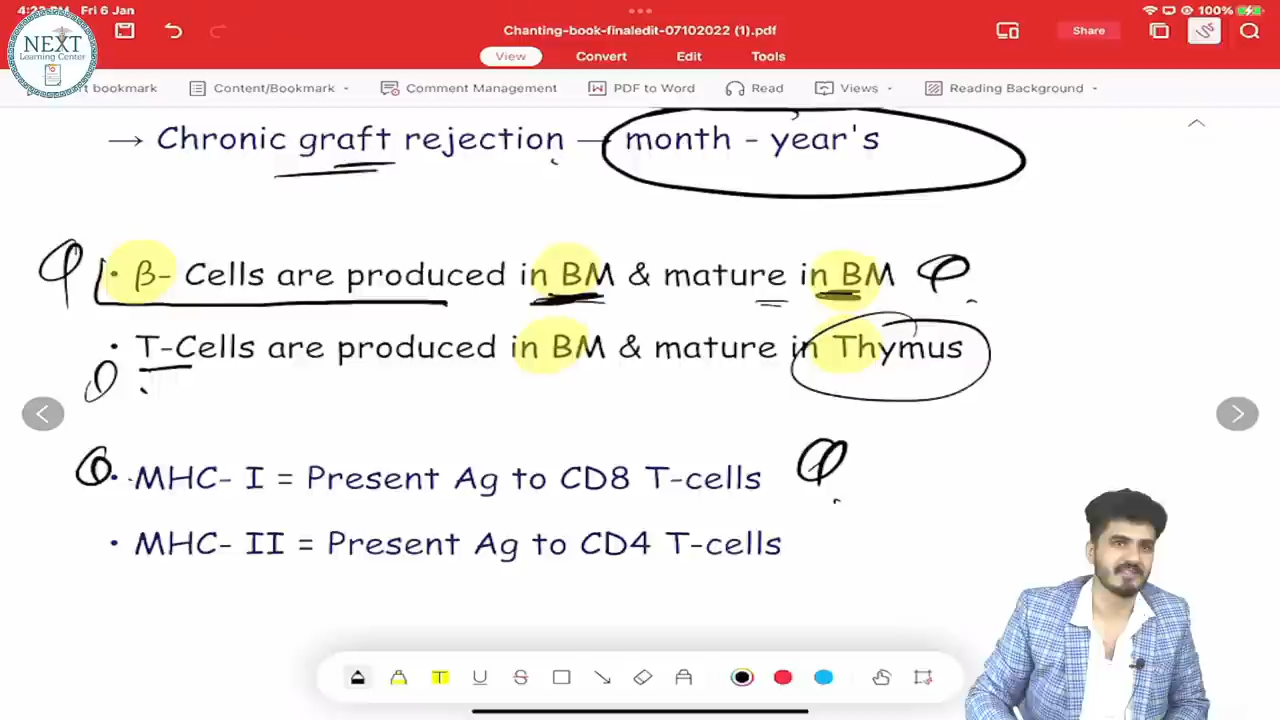 4:23 PM Fri 6 Jan
100%
NEXT
Learning Center
Chanting-book-finaledit-07102022 (1).pdf
Share
View Convert Edit Tools
bookmark Content/Bookmark Comment Management PDF to Word Read Views Reading Background
→ Chronic graft rejection — month - year's
• β- Cells are produced in BM & mature in BM
• T-Cells are produced in BM & mature in Thymus
• MHC- I = Present Ag to CD8 T-cells
• MHC- II = Present Ag to CD4 T-cells